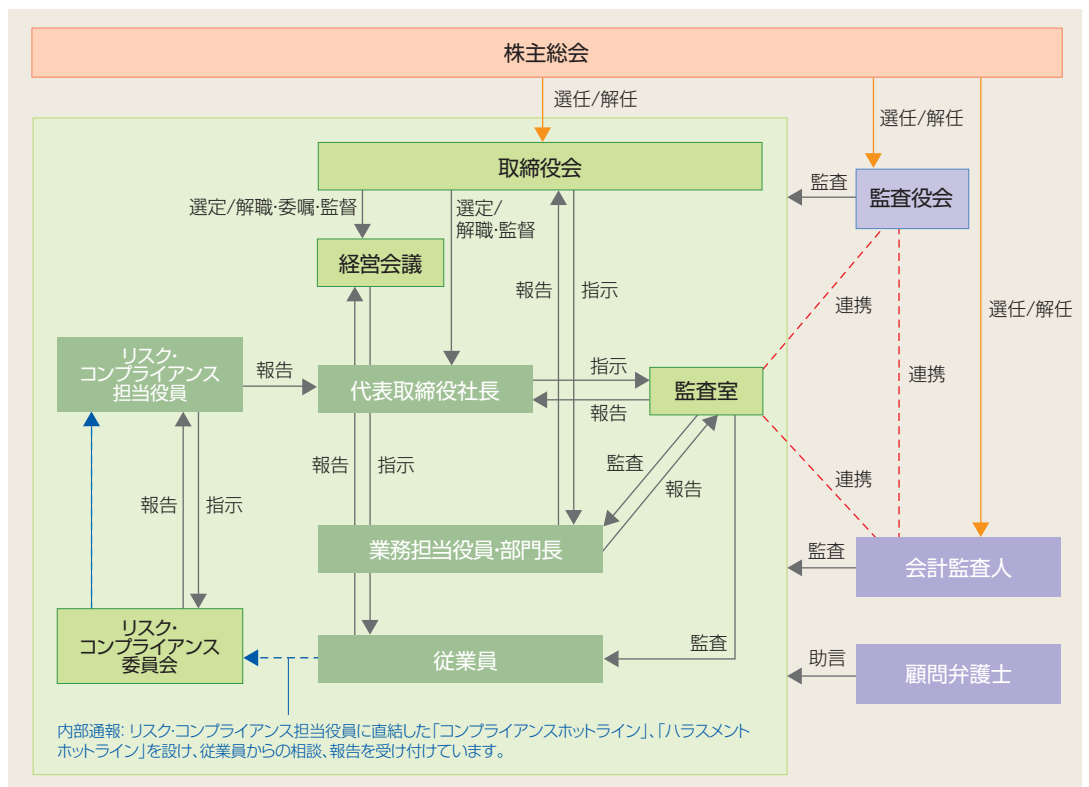 株主総会
選任/解任
選任/解任
取締役会
監査
監査役会
選定/解職･委嘱･監督
選定/
解職･監督
経営会議
報告
指示
連携
選任/解任
リスク･
コンプライアンス
担当役員
報告
代表取締役社長
指示
報告
監査室
連携
報告
指示
監査
報告
連携
報告
指示
業務担当役員･部門長
監査
会計監査人
リスク･
コンプライアンス
委員会
従業員
監査
助言
顧問弁護士
内部通報: リスク･コンプライアンス担当役員に直結した「コンプライアンスホットライン」、「ハラスメント
ホットライン」を設け、従業員からの相談、報告を受け付けています。